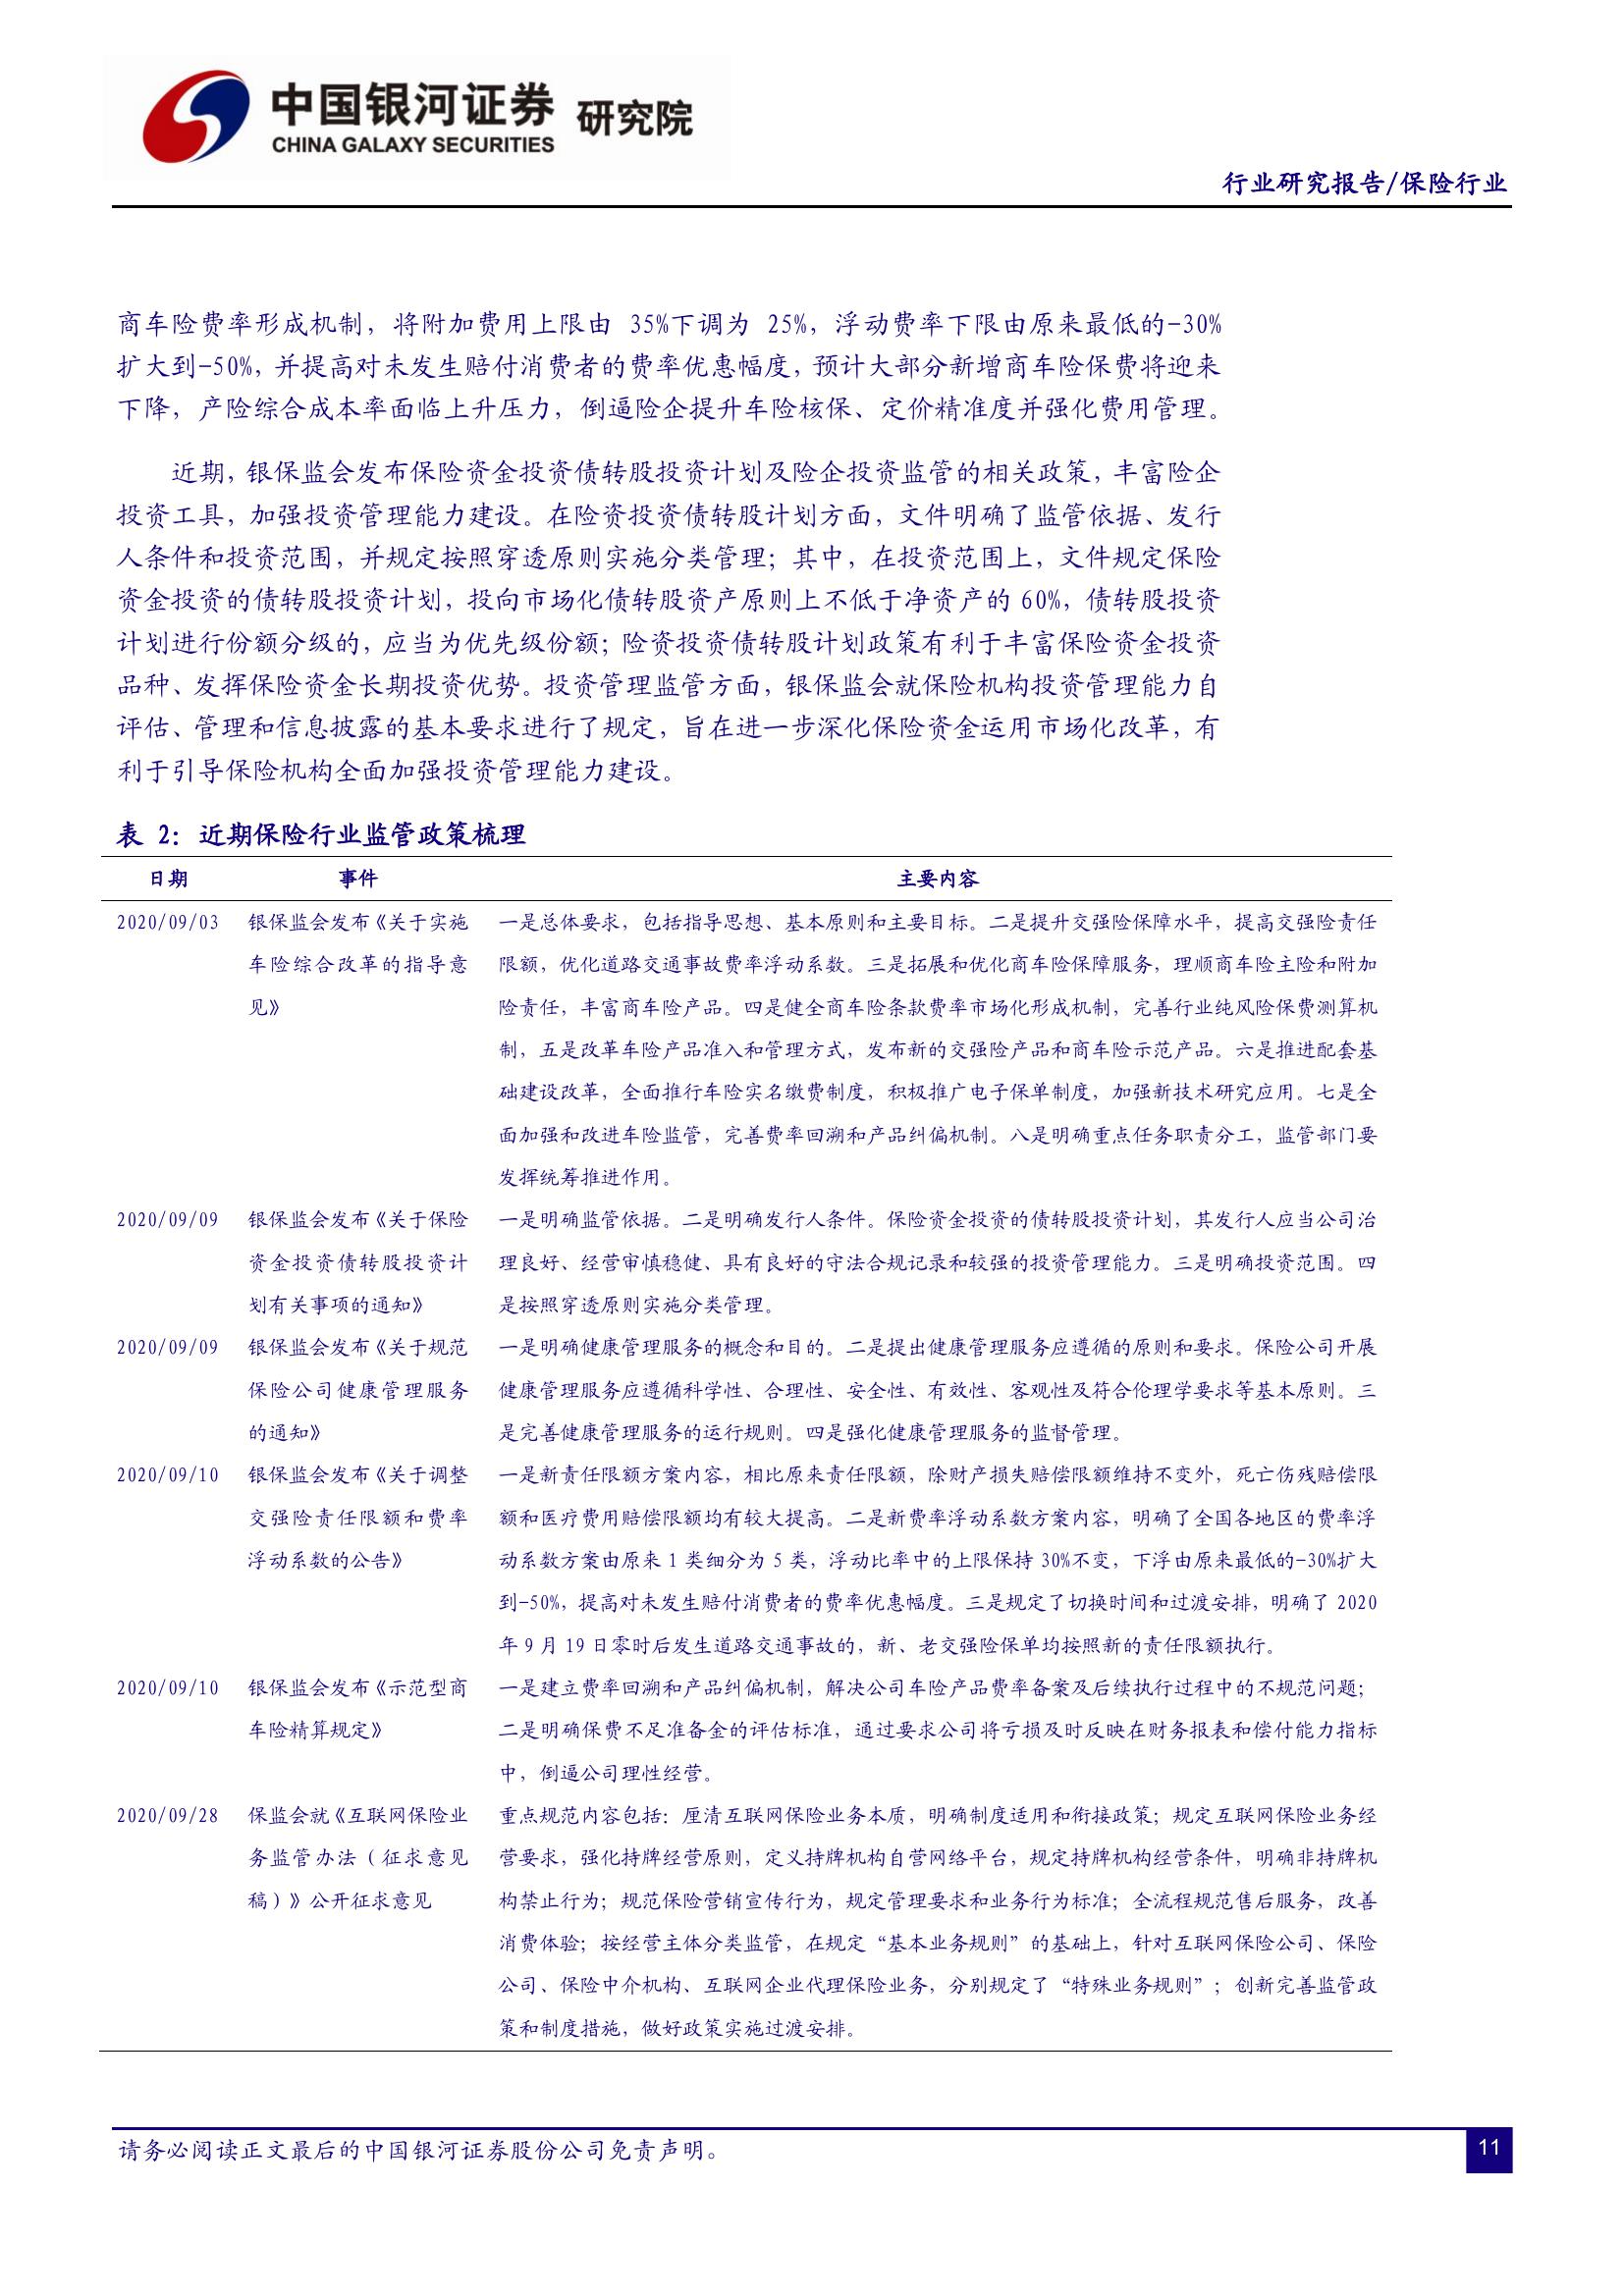 中国银河证券 研究院
CHINA GALAXY SECURITIES
行业研究报告/保险行业
商车险费率形成机制，将附加费用上限由 35%下调为 25%，浮动费率下限由原来最低的-30%
扩大到-50%，并提高对未发生赔付消费者的费率优惠幅度，预计大部分新增商车险保费将迎来
下降，产险综合成本率面临上升压力，倒逼险企提升车险核保、定价精准度并强化费用管理。
近期，银保监会发布保险资金投资债转股投资计划及险企投资监管的相关政策，丰富险企
投资工具，加强投资管理能力建设。在险资投资债转股计划方面，文件明确了监管依据、发行
人条件和投资范围，并规定按照穿透原则实施分类管理；其中，在投资范围上，文件规定保险
资金投资的债转股投资计划，投向市场化债转股资产原则上不低于净资产的 60%，债转股投资
计划进行份额分级的，应当为优先级份额；险资投资债转股计划政策有利于丰富保险资金投资
品种、发挥保险资金长期投资优势。投资管理监管方面，银保监会就保险机构投资管理能力自
评估、管理和信息披露的基本要求进行了规定，旨在进一步深化保险资金运用市场化改革，有
利于引导保险机构全面加强投资管理能力建设。
表 2：近期保险行业监管政策梳理
日期 事件 主要内容
2020/09/03 银保监会发布《关于实施 一是总体要求，包括指导思想、基本原则和主要目标。二是提升交强险保障水平，提高交强险责任
车险综合改革的指导意 限额，优化道路交通事故费率浮动系数。三是拓展和优化商车险保障服务，理顺商车险主险和附加
见》 险责任，丰富商车险产品。四是健全商车险条款费率市场化形成机制，完善行业纯风险保费测算机
制，五是改革车险产品准入和管理方式，发布新的交强险产品和商车险示范产品。六是推进配套基
础建设改革，全面推行车险实名缴费制度，积极推广电子保单制度，加强新技术研究应用。七是全
面加强和改进车险监管，完善费率回溯和产品纠偏机制。八是明确重点任务职责分工，监管部门要
发挥统筹推进作用。
2020/09/09 银保监会发布《关于保险 一是明确监管依据。二是明确发行人条件。保险资金投资的债转股投资计划，其发行人应当公司治
资金投资债转股投资计 理良好、经营审慎稳健、具有良好的守法合规记录和较强的投资管理能力。三是明确投资范围。四
划有关事项的通知》 是按照穿透原则实施分类管理。
2020/09/09 银保监会发布《关于规范 一是明确健康管理服务的概念和目的。二是提出健康管理服务应遵循的原则和要求。保险公司开展
保险公司健康管理服务 健康管理服务应遵循科学性、合理性、安全性、有效性、客观性及符合伦理学要求等基本原则。三
的通知》 是完善健康管理服务的运行规则。四是强化健康管理服务的监督管理。
2020/09/10 银保监会发布《关于调整 一是新责任限额方案内容，相比原来责任限额，除财产损失赔偿限额维持不变外，死亡伤残赔偿限
交强险责任限额和费率 额和医疗费用赔偿限额均有较大提高。二是新费率浮动系数方案内容，明确了全国各地区的费率浮
浮动系数的公告》 动系数方案由原来 1 类细分为 5 类，浮动比率中的上限保持 30%不变，下浮由原来最低的-30%扩大
到-50%，提高对未发生赔付消费者的费率优惠幅度。三是规定了切换时间和过渡安排，明确了 2020
年 9 月 19 日零时后发生道路交通事故的，新、老交强险保单均按照新的责任限额执行。
2020/09/10 银保监会发布《示范型商 一是建立费率回溯和产品纠偏机制，解决公司车险产品费率备案及后续执行过程中的不规范问题；
车险精算规定》 二是明确保费不足准备金的评估标准，通过要求公司将亏损及时反映在财务报表和偿付能力指标
中，倒逼公司理性经营。
2020/09/28 保监会就《互联网保险业 重点规范内容包括：厘清互联网保险业务本质，明确制度适用和衔接政策；规定互联网保险业务经
务监管办法（征求意见 营要求，强化持牌经营原则，定义持牌机构自营网络平台，规定持牌机构经营条件，明确非持牌机
稿）》公开征求意见 构禁止行为；规范保险营销宣传行为，规定管理要求和业务行为标准；全流程规范售后服务，改善
消费体验；按经营主体分类监管，在规定“基本业务规则”的基础上，针对互联网保险公司、保险
公司、保险中介机构、互联网企业代理保险业务，分别规定了“特殊业务规则”；创新完善监管政
策和制度措施，做好政策实施过渡安排。
请务必阅读正文最后的中国银河证券股份公司免责声明。
11